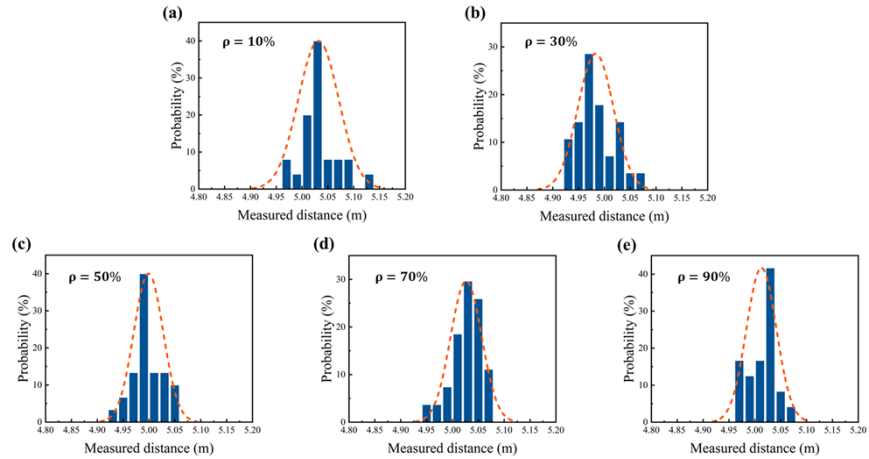 (a)
ρ = 10%
Probability (%)
40
30
20
10
0
4.80 4.85 4.90 4.95 5.00 5.05 5.10 5.15 5.20
Measured distance (m)
(b)
ρ = 30%
Probability (%)
30
20
10
0
4.80 4.85 4.90 4.95 5.00 5.05 5.10 5.15 5.20
Measured distance (m)
(c)
ρ = 50%
Probability (%)
40
30
20
10
0
4.80 4.85 4.90 4.95 5.00 5.05 5.10 5.15 5.20
Measured distance (m)
(d)
ρ = 70%
Probability (%)
30
20
10
0
4.80 4.85 4.90 4.95 5.00 5.05 5.10 5.15 5.20
Measured distance (m)
(e)
ρ = 90%
Probability (%)
40
30
20
10
0
4.80 4.85 4.90 4.95 5.00 5.05 5.10 5.15 5.20
Measured distance (m)